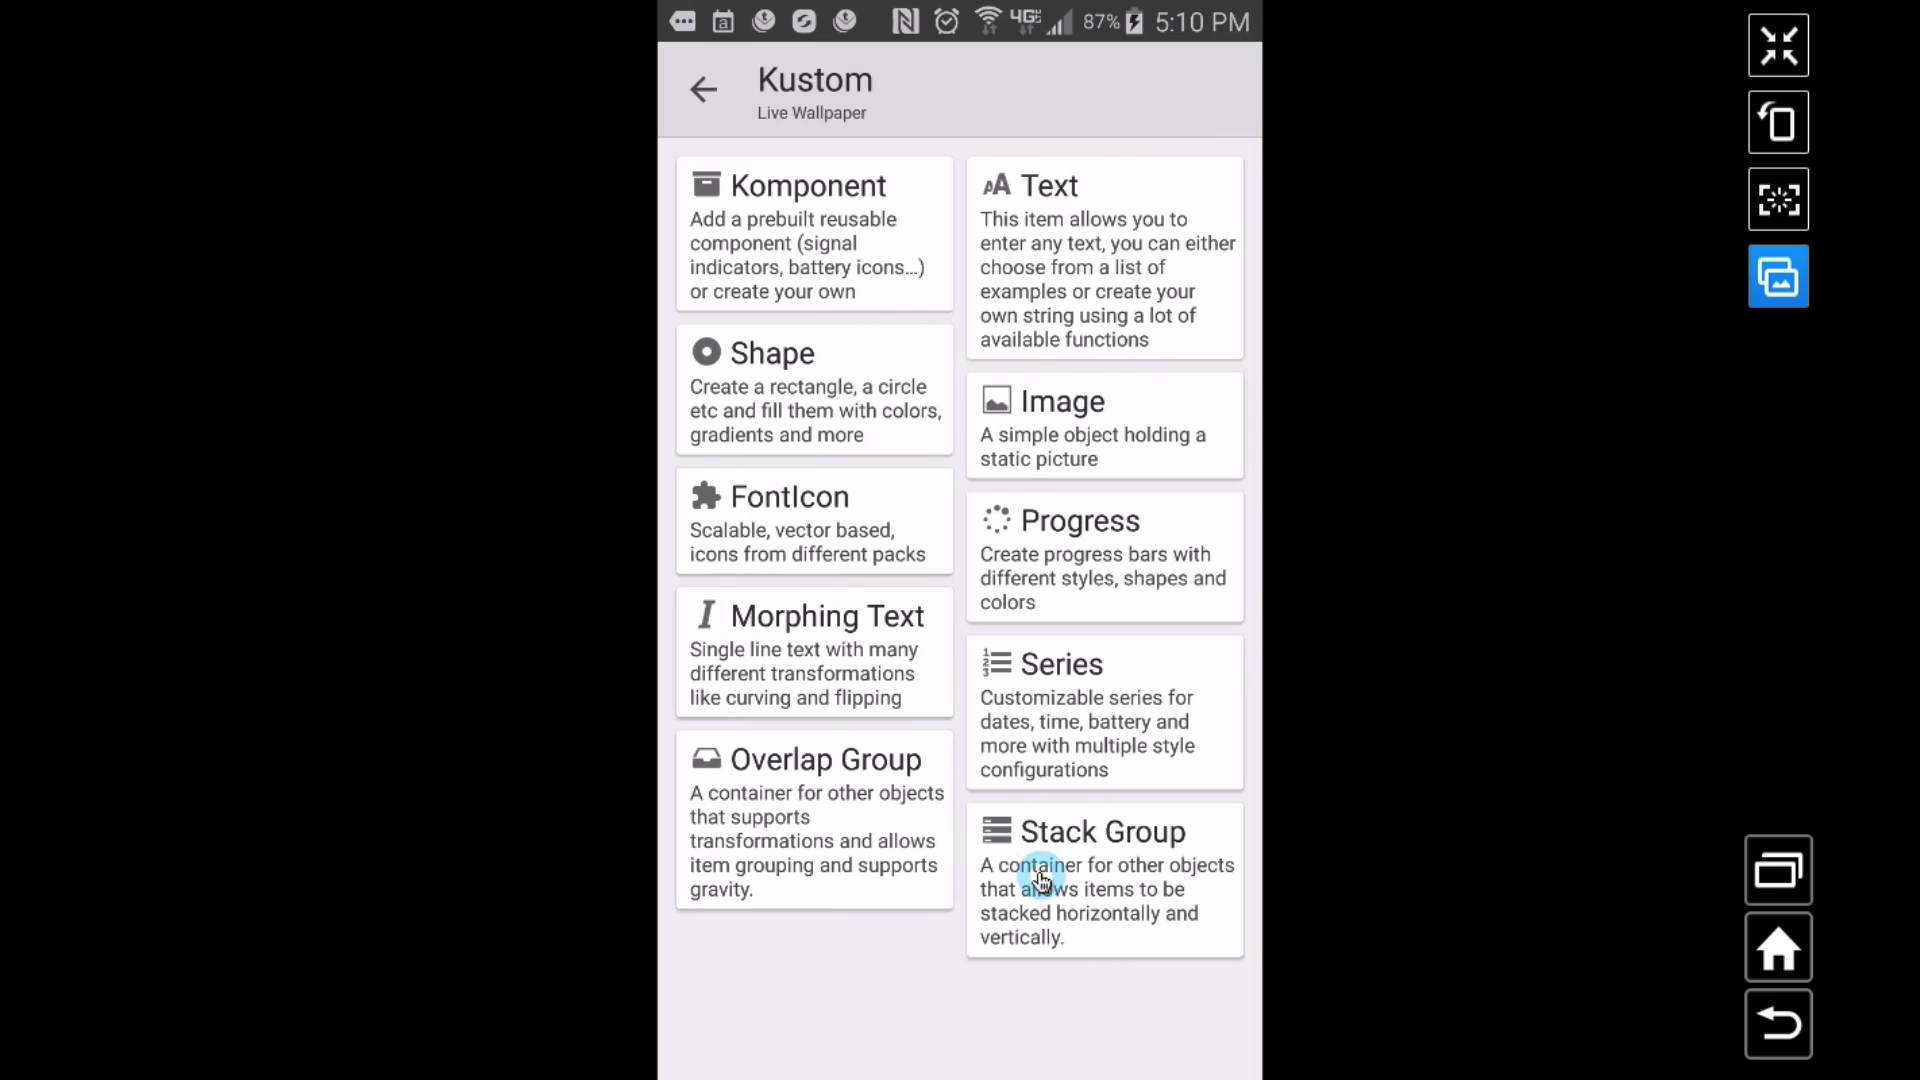 4G 87% 5:10 PM
Kustom
Live Wallpaper
Komponent
Add a prebuilt reusable
component (signal
indicators, battery icons...)
or create your own
Shape
Create a rectangle, a circle
etc and fill them with colors,
gradients and more
FontIcon
Scalable, vector based,
icons from different packs
Morphing Text
Single line text with many
different transformations
like curving and flipping
Overlap Group
A container for other objects
that supports
transformations and allows
item grouping and supports
gravity.
Text
This item allows you to
enter any text, you can either
choose from a list of
examples or create your
own string using a lot of
available functions
Image
A simple object holding a
static picture
Progress
Create progress bars with
different styles, shapes and
colors
Series
Customizable series for
dates, time, battery and
more with multiple style
configurations
Stack Group
A container for other objects
that allows items to be
stacked horizontally and
vertically.